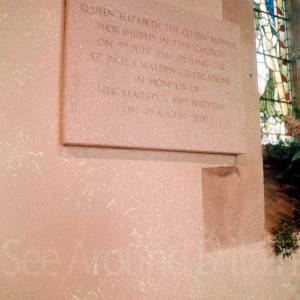 QUEEN ELIZABETH THE QUEEN MOTHER
WORSHIPPED IN THIS CHURCH
ON 9TH JULY 2000 DURING THE
ST. PAUL'S WALDEN CELEBRATIONS
IN HONOUR OF
HER MAJESTY'S 100TH BIRTHDAY
ON 4TH AUGUST 2000
See Around Britain